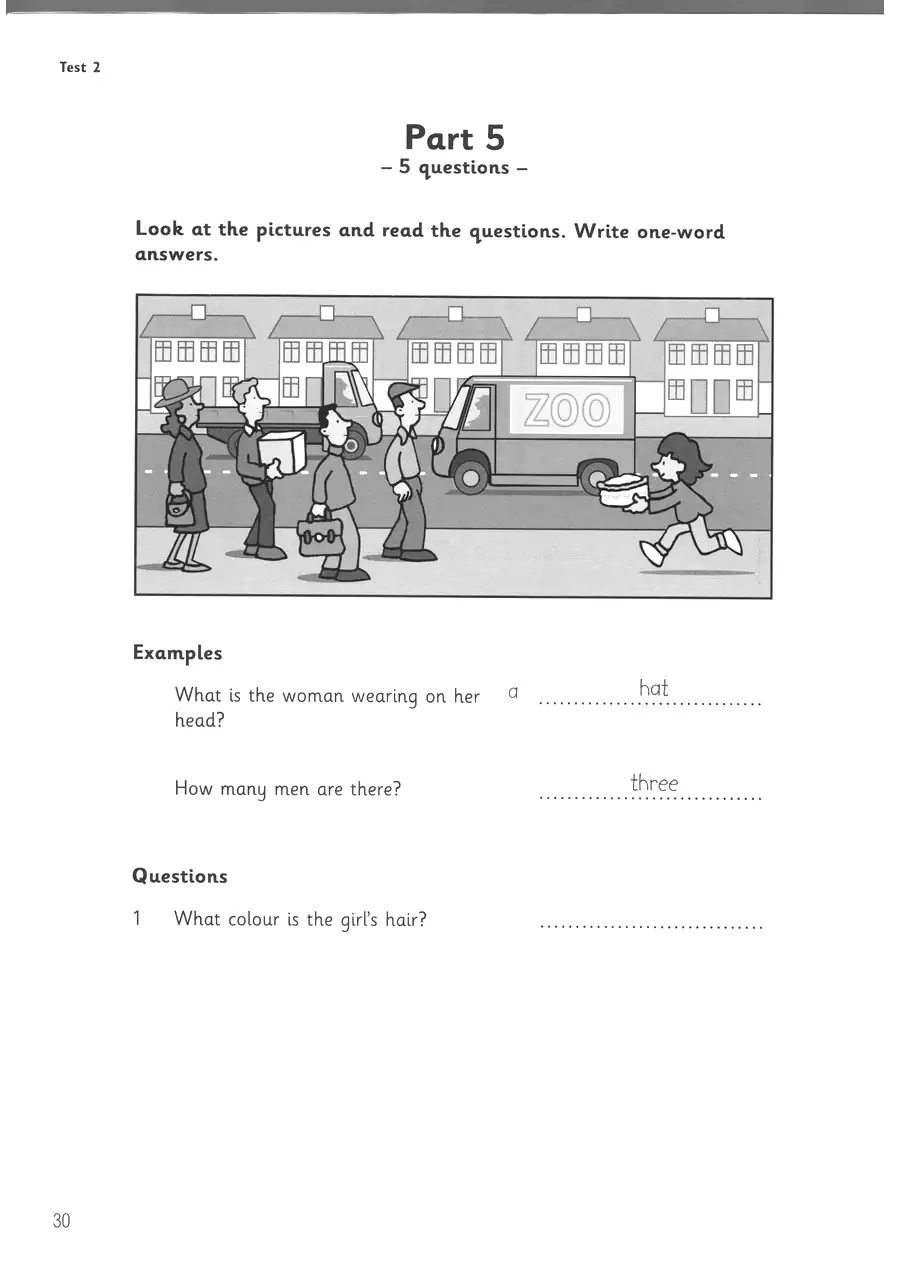 Test 2
Part 5
– 5 questions –
Look at the pictures and read the questions. Write one-word
answers.
ZOO
Examples
What is the woman wearing on her
head?
a hat
How many men are there? three
Questions
1 What colour is the girl's hair? ................................
30